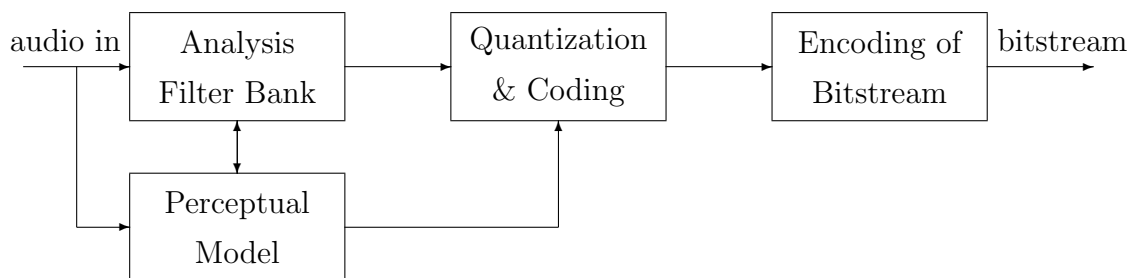 audio in
Analysis
Filter Bank
Quantization
& Coding
Encoding of
Bitstream
bitstream
Perceptual
Model